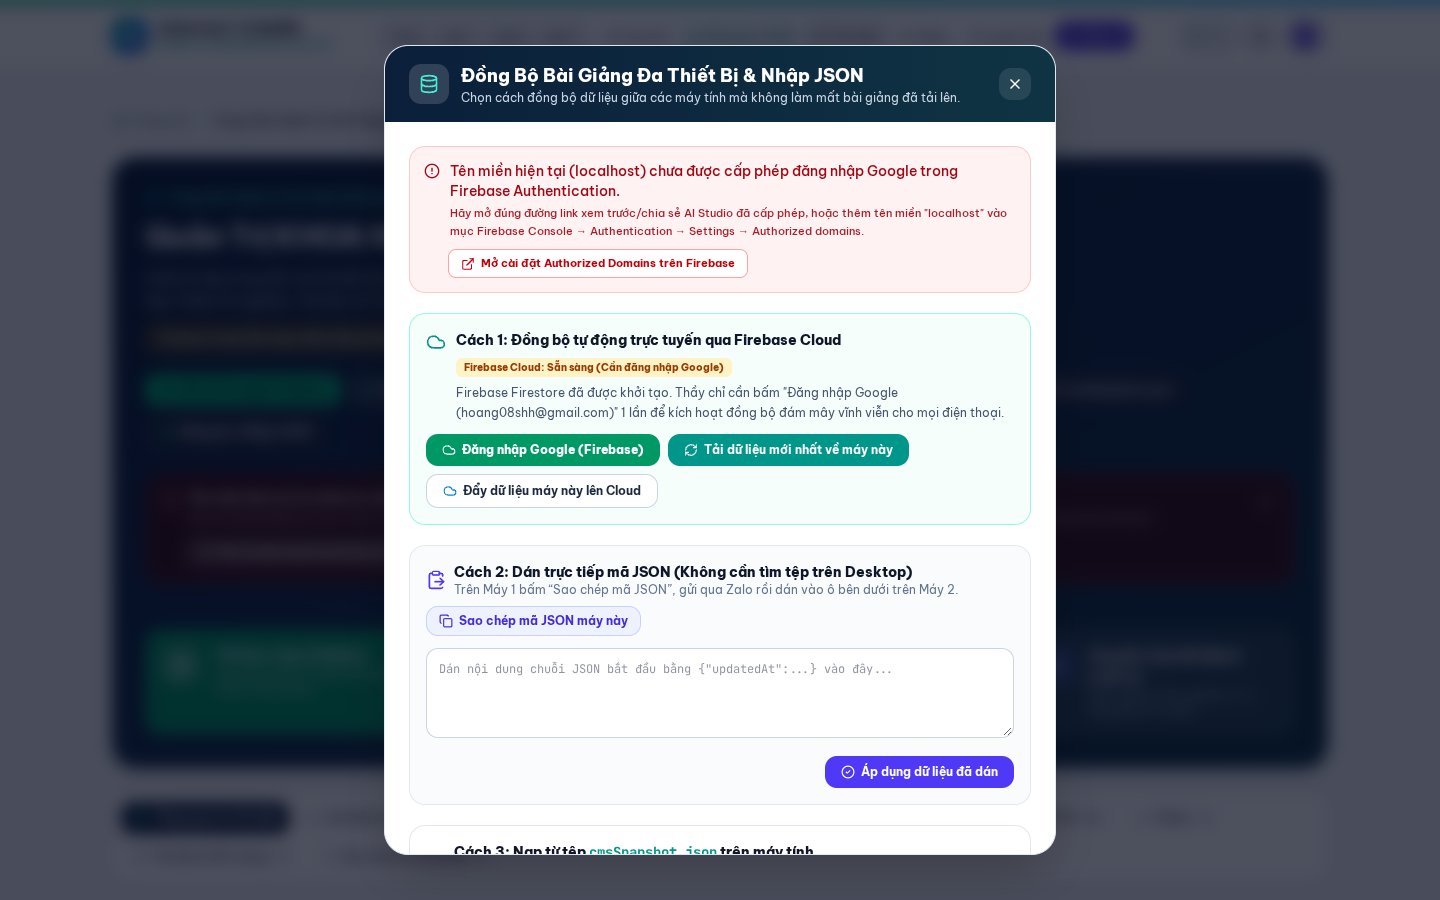 Đồng Bộ Bài Giảng Đa Thiết Bị & Nhập JSON
Chọn cách đồng bộ dữ liệu giữa các máy tính mà không làm mất bài giảng đã tải lên.
Tên miền hiện tại (localhost) chưa được cấp phép đăng nhập Google trong
Firebase Authentication.
Hãy mở đúng đường link xem trước/chia sẻ AI Studio đã cấp phép, hoặc thêm tên miền "localhost" vào
mục Firebase Console → Authentication → Settings → Authorized domains.
Mở cài đặt Authorized Domains trên Firebase
Cách 1: Đồng bộ tự động trực tuyến qua Firebase Cloud
Firebase Cloud: Sẵn sàng (Cần đăng nhập Google)
Firebase Firestore đã được khởi tạo. Thầy chỉ cần bấm "Đăng nhập Google
(hoang08shh@gmail.com)" 1 lần để kích hoạt đồng bộ đám mây vĩnh viễn cho mọi điện thoại.
Đăng nhập Google (Firebase)
Tải dữ liệu mới nhất về máy này
Đẩy dữ liệu máy này lên Cloud
Cách 2: Dán trực tiếp mã JSON (Không cần tìm tệp trên Desktop)
Trên Máy 1 bấm “Sao chép mã JSON”, gửi qua Zalo rồi dán vào ô bên dưới trên Máy 2.
Sao chép mã JSON máy này
Dán nội dung chuỗi JSON bắt đầu bằng {"updatedAt":...} vào đây...
Áp dụng dữ liệu đã dán
Cách 3: Nạp từ tệp cmsSnapshot.json trên máy tính